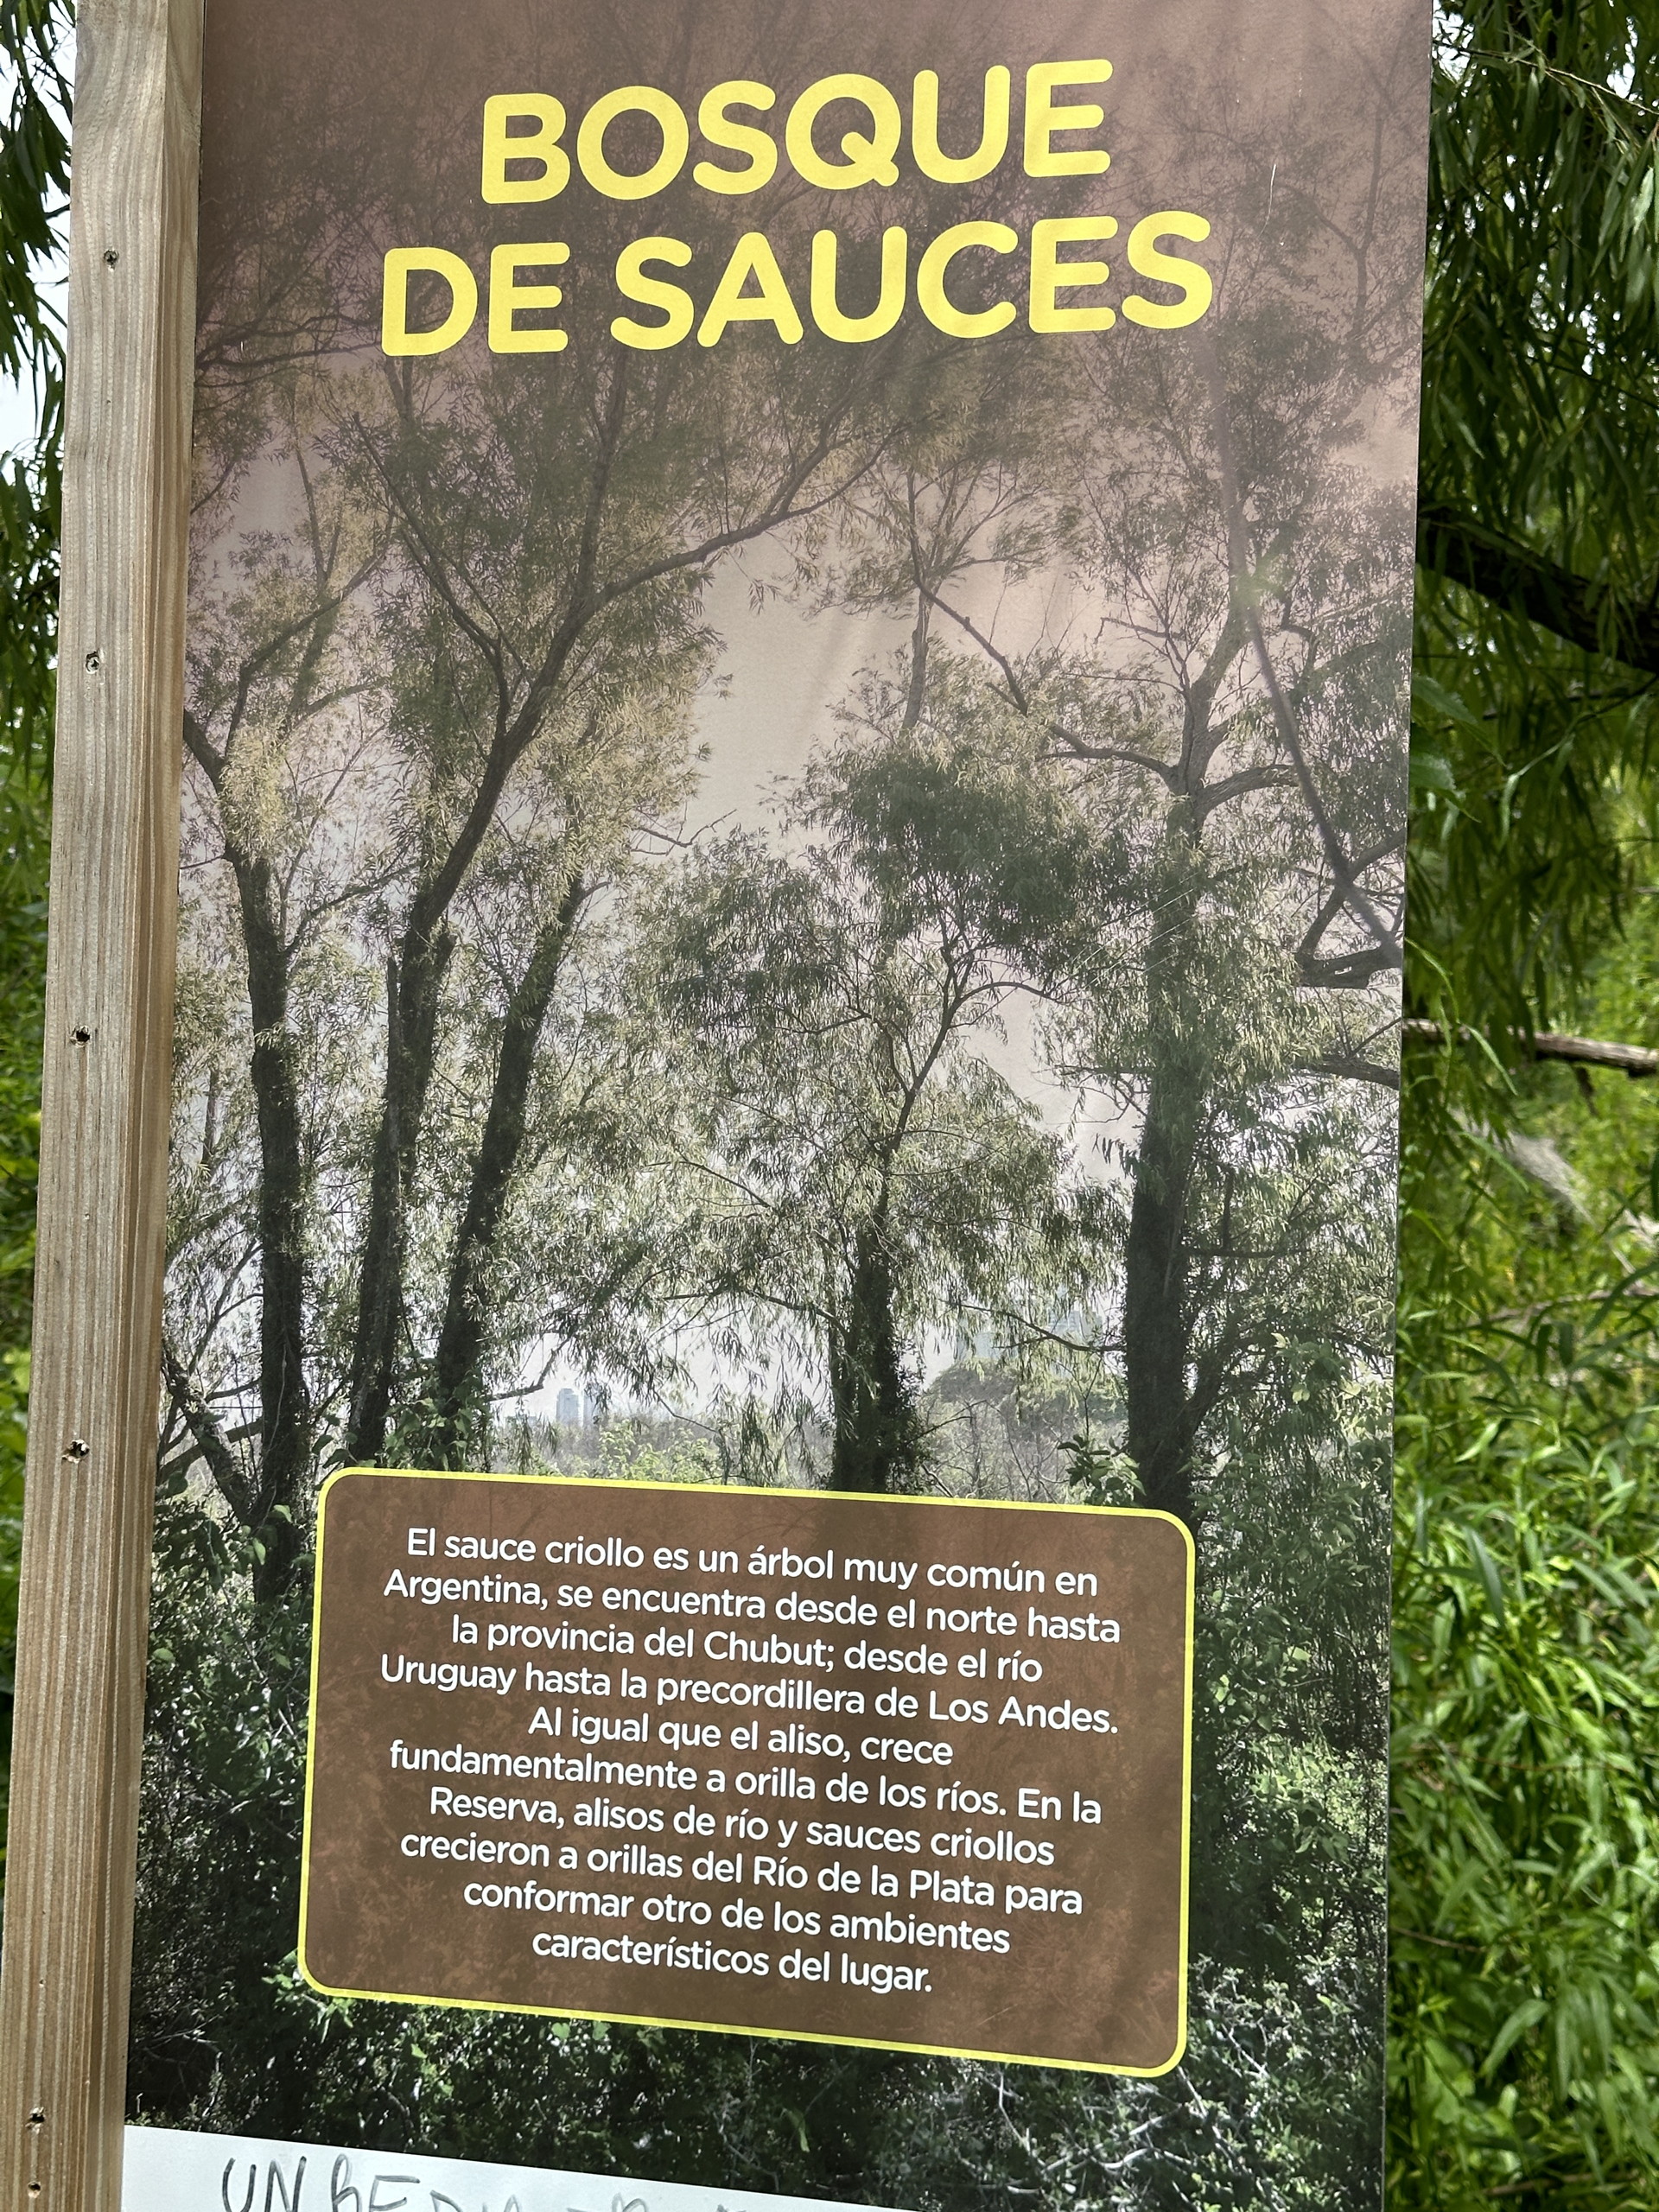 BOSQUE
DE SAUCES
El sauce criollo es un árbol muy común en
Argentina, se encuentra desde el norte hasta
la provincia del Chubut; desde el río
Uruguay hasta la precordillera de Los Andes.
Al igual que el aliso, crece
fundamentalmente a orilla de los ríos. En la
Reserva, alisos de río y sauces criollos
crecieron a orillas del Río de la Plata para
conformar otro de los ambientes
característicos del lugar.
UN